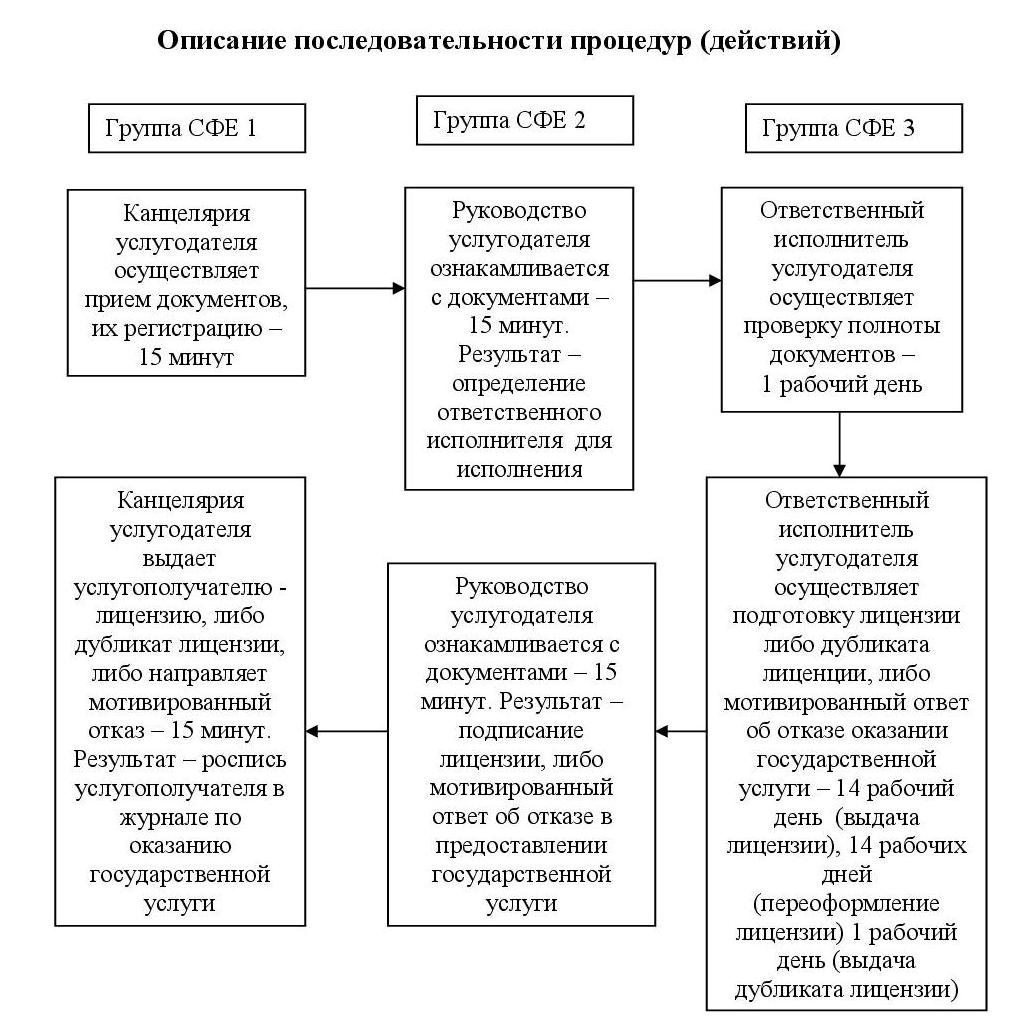 Описание последовательности процедур (действий)
Группа СФЕ 1
Группа СФЕ 2
Группа СФЕ 3
Канцелярия
услугодателя
осуществляет
прием документов,
их регистрацию –
15 минут
Руководство
услугодателя
ознакамливается
с документами –
15 минут.
Результат –
определение
ответственного
исполнителя для
исполнения
Ответственный
исполнитель
услугодателя
осуществляет
проверку полноты
документов –
1 рабочий день
Ответственный
исполнитель
услугодателя
осуществляет
подготовку лицензии
либо дубликата
лиценции, либо
мотивированный ответ
об отказе оказании
государственной
услуги – 14 рабочий
день (выдача
лицензии), 14 рабочих
дней
(переоформление
лицензии) 1 рабочий
день (выдача
дубликата лицензии)
Руководство
услугодателя
ознакамливается с
документами – 15
минут. Результат –
подписание
лицензии, либо
мотивированный
ответ об отказе в
предоставлении
государственной
услуги
Канцелярия
услугодателя
выдает
услугополучателю -
лицензию, либо
дубликат лицензии,
либо направляет
мотивированный
отказ – 15 минут.
Результат – роспись
услугополучателя в
журнале по
оказанию
государственной
услуги